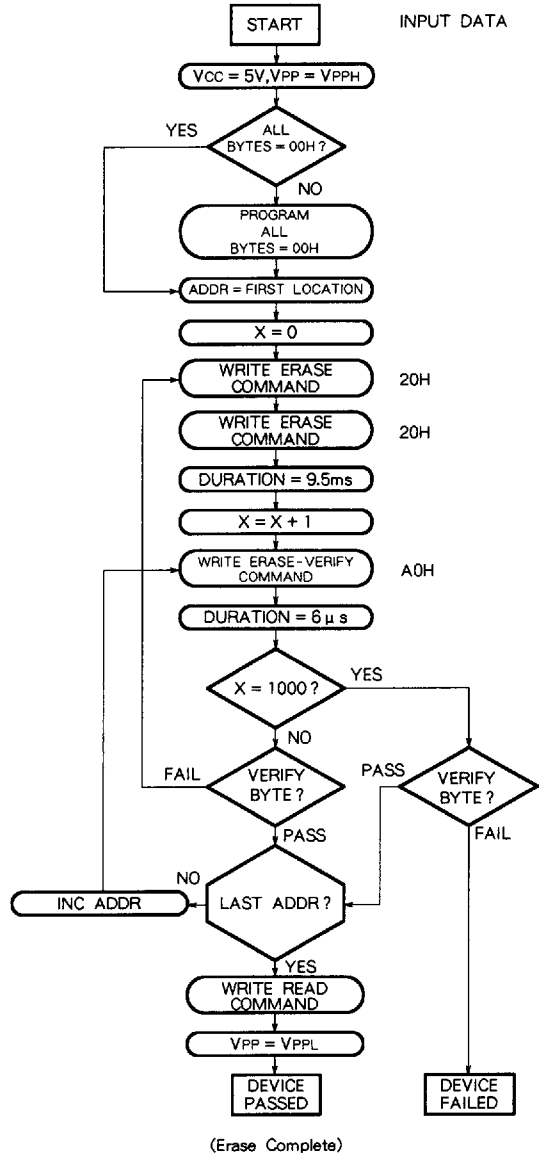 START
INPUT DATA
VCC = 5V, VPP = VPPH
ALL
BYTES = 00H ?
YES
NO
PROGRAM
ALL
BYTES = 00H
ADDR = FIRST LOCATION
X = 0
WRITE ERASE
COMMAND
20H
WRITE ERASE
COMMAND
20H
DURATION = 9.5ms
X = X + 1
WRITE ERASE-VERIFY
COMMAND
A0H
DURATION = 6 μs
X = 1000 ?
YES
NO
FAIL
VERIFY
BYTE ?
PASS
PASS
VERIFY
BYTE ?
FAIL
NO
INC ADDR
LAST ADDR ?
YES
WRITE READ
COMMAND
VPP = VPPL
DEVICE
PASSED
DEVICE
FAILED
(Erase Complete)